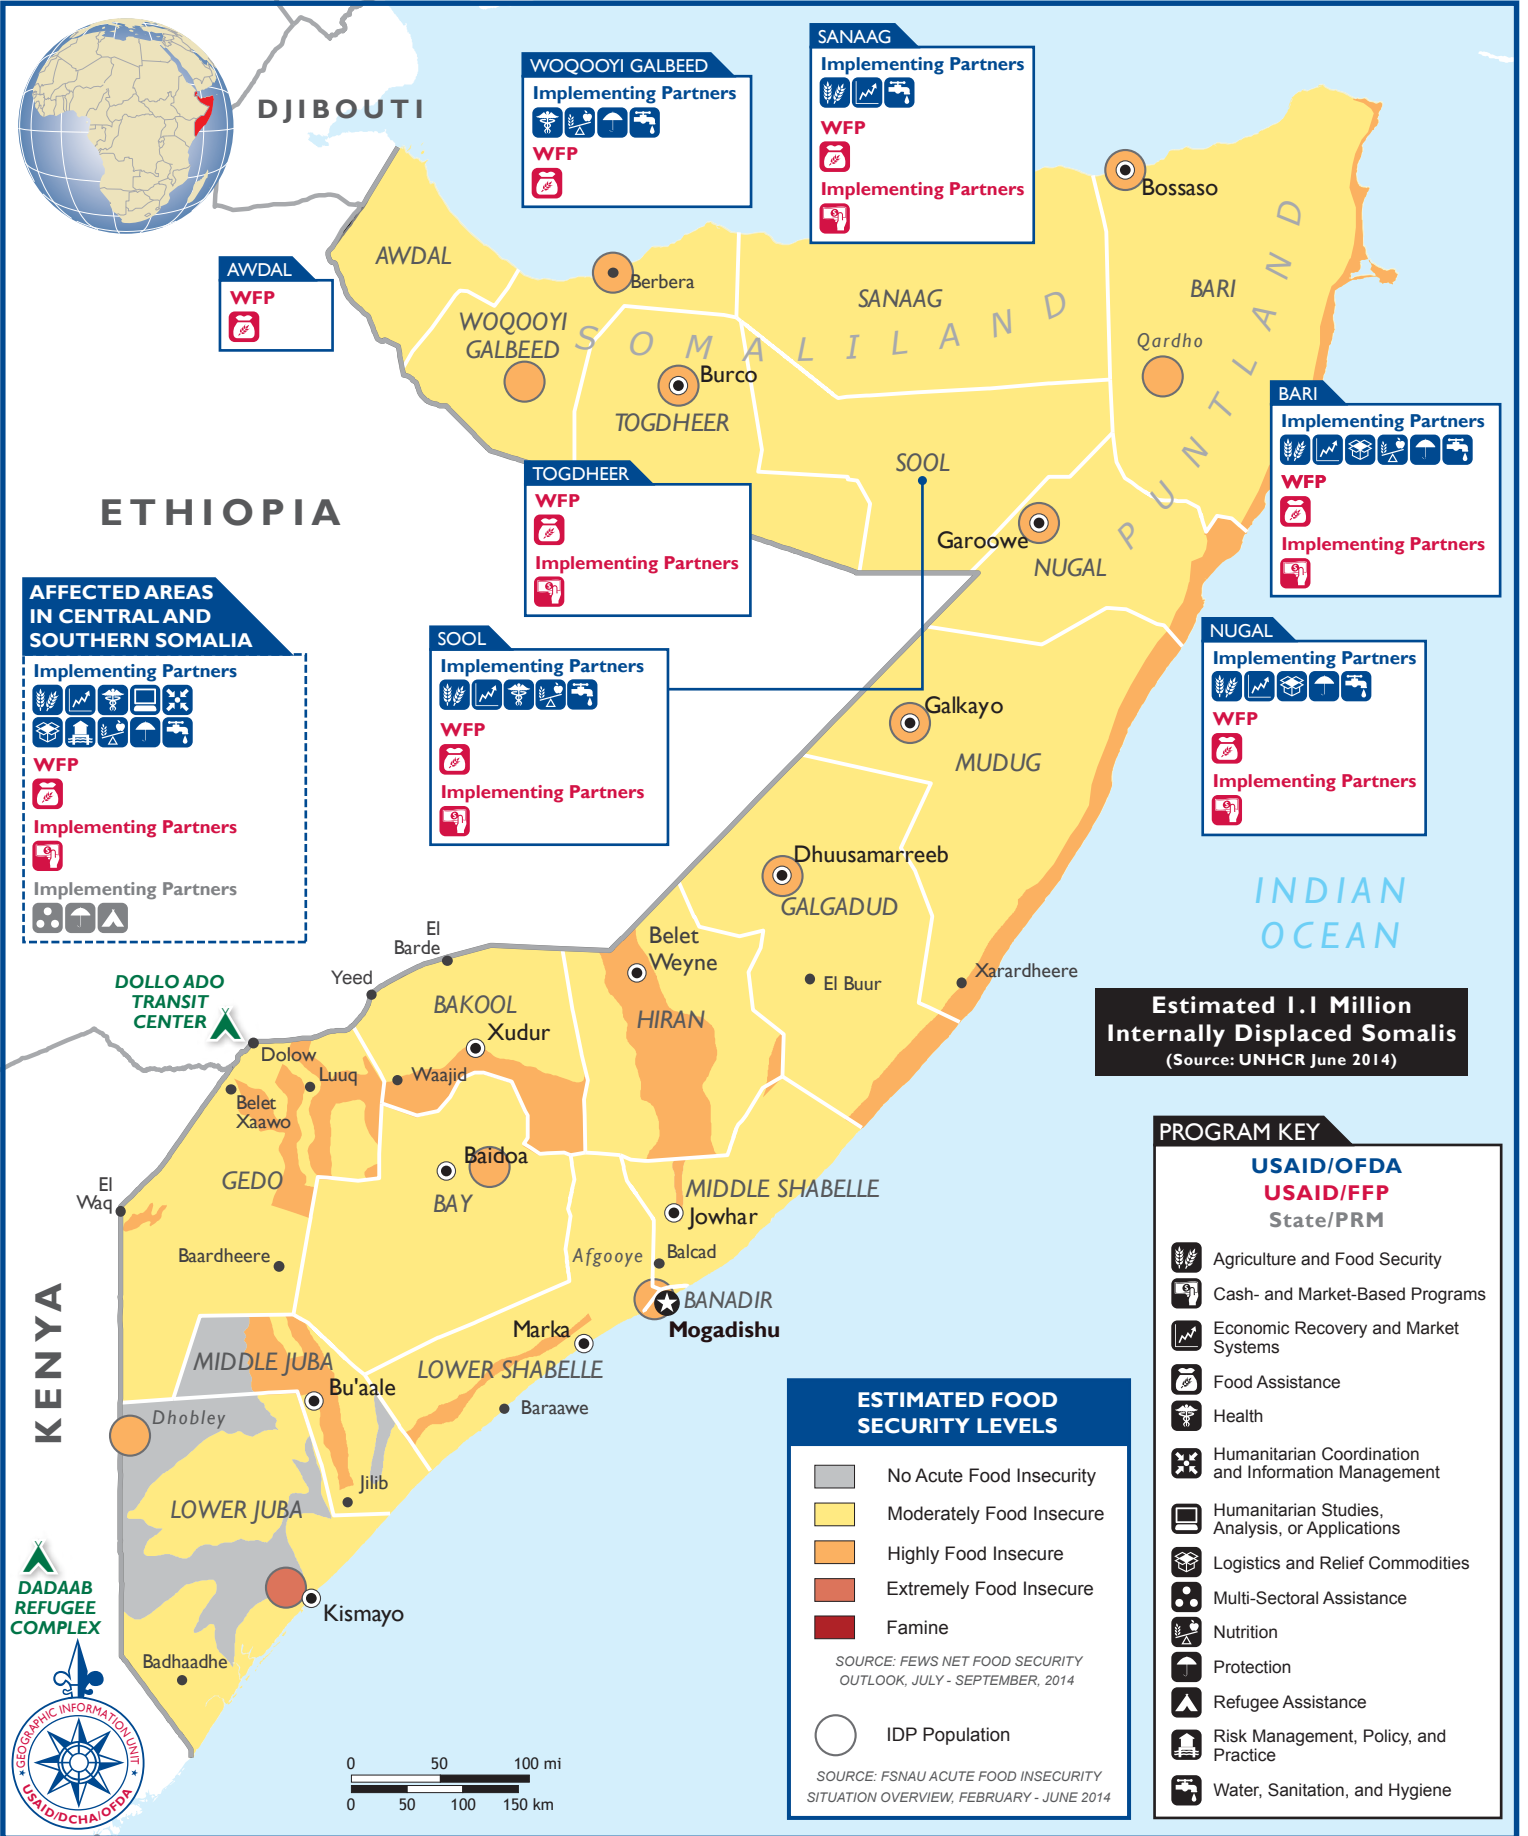 DJIBOUTI
ETHIOPIA
KENYA
INDIAN
OCEAN
SOMALILAND
PUNTLAND
WOQOOYI GALBEED
Implementing Partners
WFP
SANAAG
Implementing Partners
WFP
Implementing Partners
AWDAL
WFP
TOGDHEER
WFP
Implementing Partners
BARI
Implementing Partners
WFP
Implementing Partners
SOOL
Implementing Partners
WFP
Implementing Partners
NUGAL
Implementing Partners
WFP
Implementing Partners
AFFECTED AREAS
IN CENTRAL AND
SOUTHERN SOMALIA
Implementing Partners
WFP
Implementing Partners
Implementing Partners
AWDAL
WOQOOYI
GALBEED
Berbera
SANAAG
Bossaso
BARI
Qardho
Burco
TOGDHEER
SOOL
Garoowe
NUGAL
Galkayo
MUDUG
Dhuusamarreeb
GALGADUD
El Buur
Xarardheere
Belet
Weyne
HIRAN
El
Barde
Yeed
BAKOOL
Xudur
Waajid
DOLLO ADO
TRANSIT
CENTER
Dolow
Luuq
Belet
Xaawo
GEDO
El
Waq
Baardheere
Baidoa
BAY
MIDDLE SHABELLE
Jowhar
Afgooye
Balcad
BANADIR
Mogadishu
Marka
LOWER SHABELLE
Baraawe
MIDDLE JUBA
Bu'aale
Dhobley
Jilib
LOWER JUBA
Kismayo
Badhaadhe
DADAAB
REFUGEE
COMPLEX
GEOGRAPHIC INFORMATION UNIT
USAID/DCHA/OFDA
0 50 100 mi
0 50 100 150 km
Estimated 1.1 Million
Internally Displaced Somalis
(Source: UNHCR June 2014)
ESTIMATED FOOD
SECURITY LEVELS
No Acute Food Insecurity
Moderately Food Insecure
Highly Food Insecure
Extremely Food Insecure
Famine
SOURCE: FEWS NET FOOD SECURITY
OUTLOOK, JULY - SEPTEMBER, 2014
IDP Population
SOURCE: FSNAU ACUTE FOOD INSECURITY
SITUATION OVERVIEW, FEBRUARY - JUNE 2014
PROGRAM KEY
USAID/OFDA
USAID/FFP
State/PRM
Agriculture and Food Security
Cash- and Market-Based Programs
Economic Recovery and Market
Systems
Food Assistance
Health
Humanitarian Coordination
and Information Management
Humanitarian Studies,
Analysis, or Applications
Logistics and Relief Commodities
Multi-Sectoral Assistance
Nutrition
Protection
Refugee Assistance
Risk Management, Policy, and
Practice
Water, Sanitation, and Hygiene